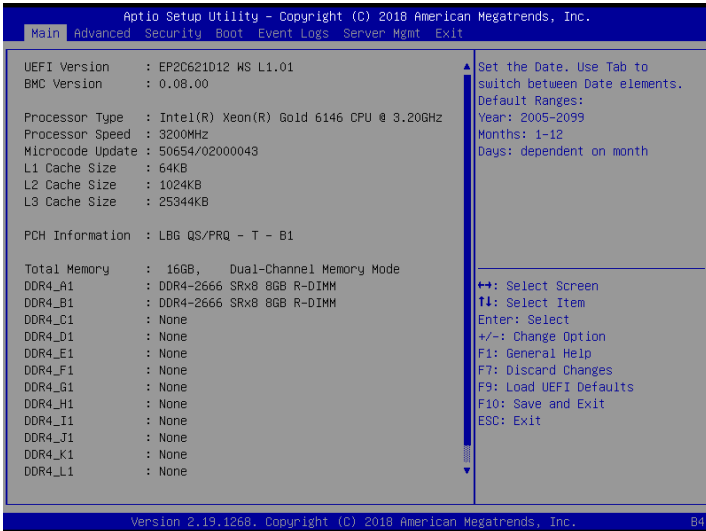 Aptio Setup Utility – Copyright (C) 2018 American Megatrends, Inc.
Main Advanced Security Boot Event Logs Server Mgmt Exit
UEFI Version : EP2C621D12 WS L1.01
BMC Version : 0.08.00
Processor Type : Intel(R) Xeon(R) Gold 6146 CPU @ 3.20GHz
Processor Speed : 3200MHz
Microcode Update : 50654/02000043
L1 Cache Size : 64KB
L2 Cache Size : 1024KB
L3 Cache Size : 25344KB
PCH Information : LBG QS/PRQ – T – B1
Total Memory : 16GB, Dual-Channel Memory Mode
DDR4_A1 : DDR4-2666 SRx8 8GB R-DIMM
DDR4_B1 : DDR4-2666 SRx8 8GB R-DIMM
DDR4_C1 : None
DDR4_D1 : None
DDR4_E1 : None
DDR4_F1 : None
DDR4_G1 : None
DDR4_H1 : None
DDR4_I1 : None
DDR4_J1 : None
DDR4_K1 : None
DDR4_L1 : None
Set the Date. Use Tab to
switch between Date elements.
Default Ranges:
Year: 2005-2099
Months: 1-12
Days: dependent on month
↔: Select Screen
↑↓: Select Item
Enter: Select
+/-: Change Option
F1: General Help
F7: Discard Changes
F9: Load UEFI Defaults
F10: Save and Exit
ESC: Exit
Version 2.19.1268. Copyright (C) 2018 American Megatrends, Inc.
B4